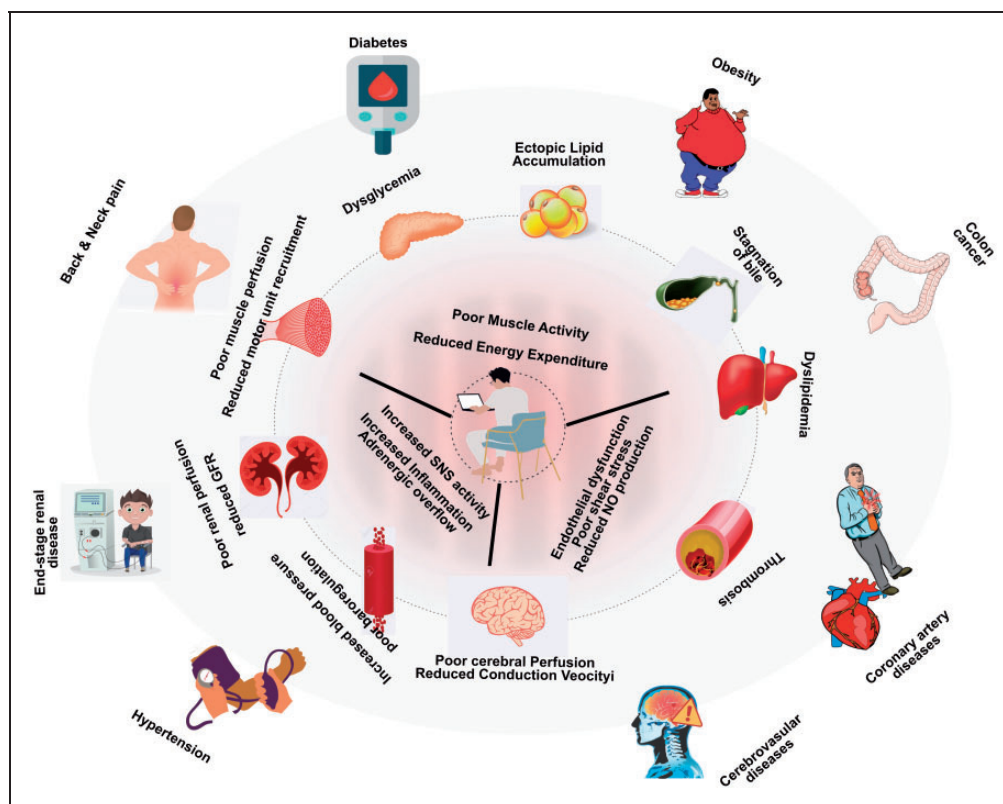 Diabetes
Obesity
Ectopic Lipid
Accumulation
Dysglycemia
Back & Neck pain
Poor muscle perfusion
Reduced motor unit recruitment
Stagnation
of bile
Colon
cancer
Poor Muscle Activity
Reduced Energy Expenditure
Dyslipidemia
Increased SNS activity
Increased Inflammation
Adrenergic overflow
Endothelial dysfunction
Poor shear stress
Reduced NO production
End-stage renal
disease
Poor renal perfusion
reduced GFR
Increased blood pressure
poor baroregulation
Thrombosis
Poor cerebral Perfusion
Reduced Conduction Veocityi
Coronary artery
diseases
Hypertension
Cerebrovasular
diseases